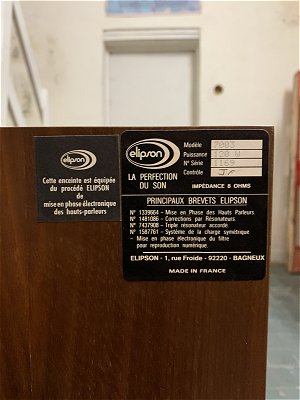 elipson
Cette enceinte est équipée
du procédé ELIPSON
de
mise en phase électronique
des hauts-parleurs
elipson
LA PERFECTION
DU SON
Modèle 7003
Puissance 120 W
N° Série 1169
Contrôle
IMPÉDANCE 8 OHMS
PRINCIPAUX BREVETS ELIPSON
N° 1339664 - Mise en Phase des Hauts Parleurs
N° 1481086 - Corrections par Résonateurs
N° 7437908 - Triple résonateur accordé.
N° 1587761 - Système de la charge symétrique
- Mise en phase électronique du filtre
pour reproduction numérique.
ELIPSON - 1, rue Froide - 92220 - BAGNEUX
MADE IN FRANCE